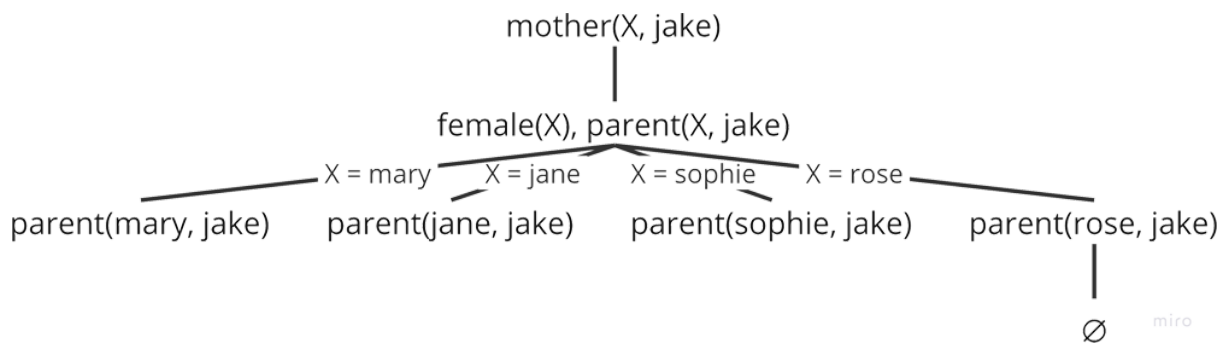 mother(X, jake)
female(X), parent(X, jake)
X = mary X = jane X = sophie X = rose
parent(mary, jake) parent(jane, jake) parent(sophie, jake) parent(rose, jake)
∅
miro